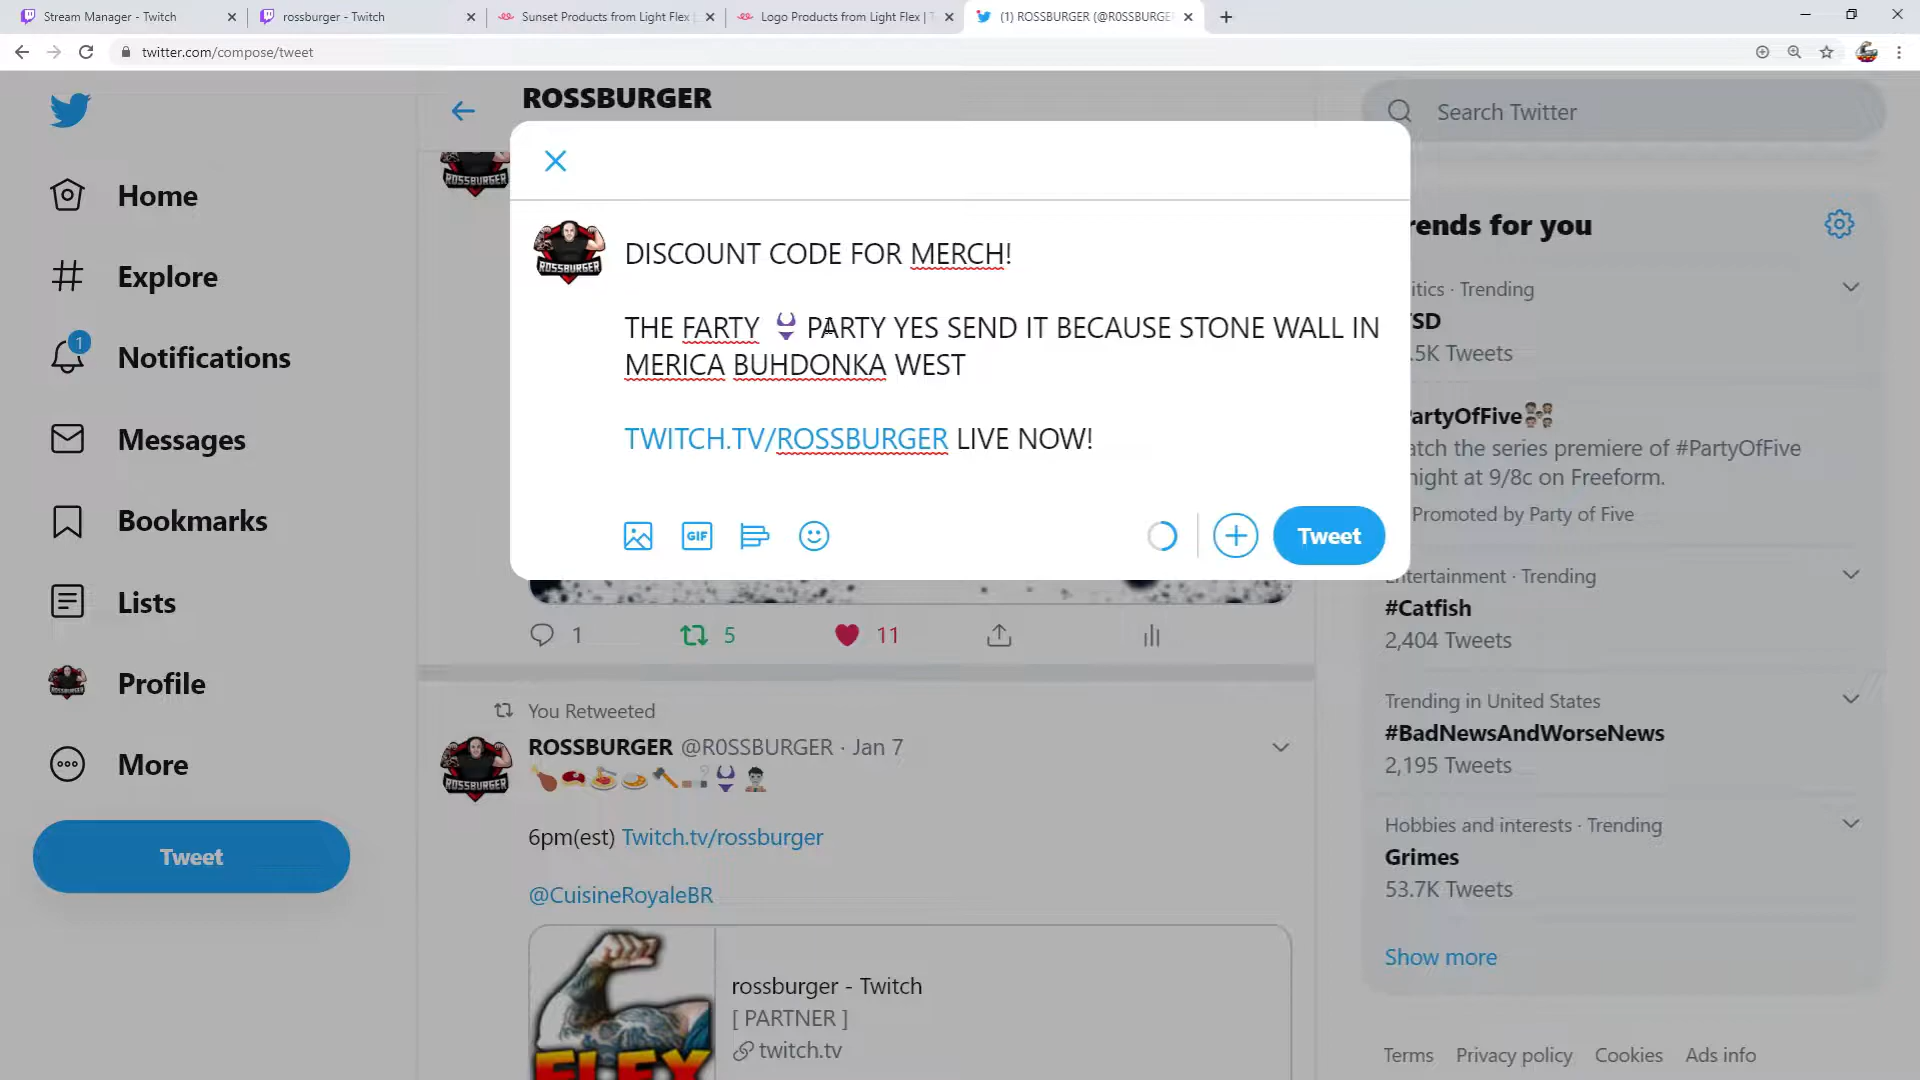 Stream Manager - Twitch
rossburger - Twitch
Sunset Products from Light Flex
Logo Products from Light Flex | T
(1) ROSSBURGER (@R0SSBURGE
twitter.com/compose/tweet
ROSSBURGER
Search Twitter
Home
Explore
1
Notifications
Messages
Bookmarks
Lists
Profile
More
Tweet
ROSSBURGER
ROSSBURGER
DISCOUNT CODE FOR MERCH!
THE FARTY 👙 PARTY YES SEND IT BECAUSE STONE WALL IN
MERICA BUHDONKA WEST
TWITCH.TV/ROSSBURGER LIVE NOW!
GIF
Tweet
1
5
11
You Retweeted
ROSSBURGER @R0SSBURGER · Jan 7
ROSSBURGER
6pm(est) Twitch.tv/rossburger
@CuisineRoyaleBR
FLEX
rossburger - Twitch
[ PARTNER ]
twitch.tv
rends for you
itics · Trending
SD
.5K Tweets
artyOfFive
atch the series premiere of #PartyOfFive
night at 9/8c on Freeform.
Promoted by Party of Five
Entertainment · Trending
#Catfish
2,404 Tweets
Trending in United States
#BadNewsAndWorseNews
2,195 Tweets
Hobbies and interests · Trending
Grimes
53.7K Tweets
Show more
Terms Privacy policy Cookies Ads info